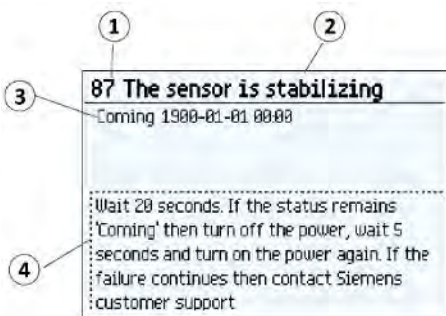 1
2
87 The sensor is stabilizing
3
Coming 1900-01-01 00:00
Wait 20 seconds. If the status remains
'Coming' then turn off the power, wait 5
seconds and turn on the power again. If the
4
failure continues then contact Siemens
customer support